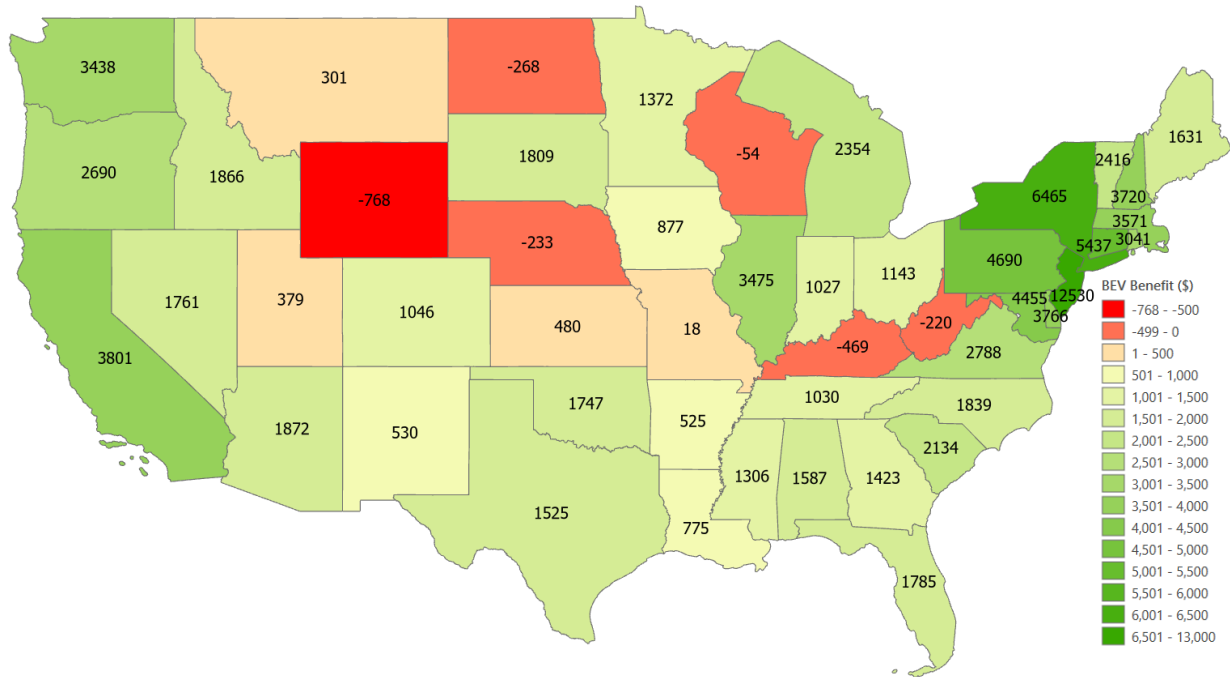 3438
301
-268
1372
-54
2354
1631
2416
3720
6465
3571
3041
5437
2690
1866
-768
1809
877
-233
4690
3475
1027
1143
4455
12530
3766
1761
379
1046
480
18
-469
-220
2788
3801
1872
530
1747
525
1030
1839
2134
1306
1587
1423
1525
775
1785
BEV Benefit ($)
-768 - -500
-499 - 0
1 - 500
501 - 1,000
1,001 - 1,500
1,501 - 2,000
2,001 - 2,500
2,501 - 3,000
3,001 - 3,500
3,501 - 4,000
4,001 - 4,500
4,501 - 5,000
5,001 - 5,500
5,501 - 6,000
6,001 - 6,500
6,501 - 13,000